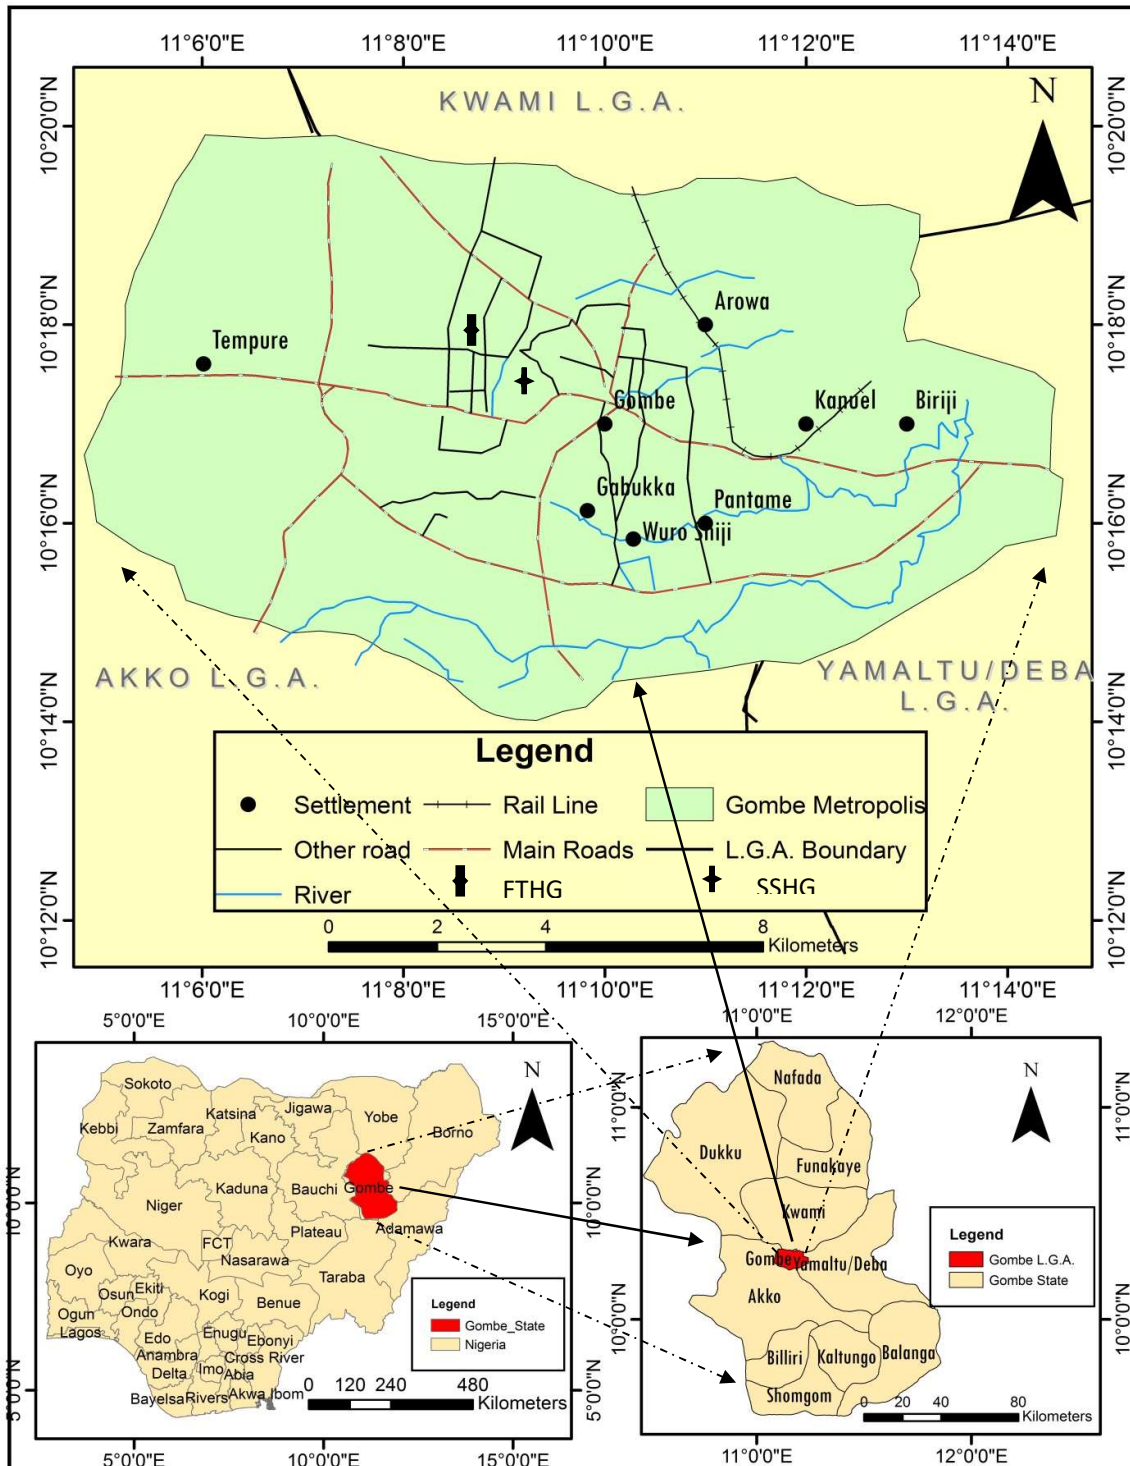 11°6'0"E 11°8'0"E 11°10'0"E 11°12'0"E 11°14'0"E
KWAMI L.G.A.
N
10°20'0"N 10°20'0"N
10°18'0"N 10°18'0"N
10°16'0"N 10°16'0"N
10°14'0"N 10°14'0"N
10°12'0"N 10°12'0"N
Arowa
Tempure
Gombe
Kanuel
Biriji
Gabukka
Pantame
Wuro Shiji
AKKO L.G.A.
YAMALTU/DEBA
L.G.A.
Legend
Settlement Rail Line Gombe Metropolis
Other road Main Roads L.G.A. Boundary
River FTHG SSHG
0 2 4 8
Kilometers
11°6'0"E 11°8'0"E 11°10'0"E 11°12'0"E 11°14'0"E
5°0'0"E 10°0'0"E 15°0'0"E
N
10°0'0"N 10°0'0"N
5°0'0"N 5°0'0"N
Sokoto
Kebbi
Zamfara
Katsina
Kano
Jigawa
Yobe
Borno
Niger
Kaduna
Bauchi
Gombe
Adamawa
Plateau
Kwara
FCT
Nasarawa
Taraba
Oyo
Osun
Ekiti
Kogi
Benue
Ogun
Ondo
Lagos
Edo
Enugu
Ebonyi
Anambra
Cross River
Delta
Imo
Abia
Bayelsa
Rivers
Akwa Ibom
Legend
Gombe_State
Nigeria
0 120 240 480
Kilometers
5°0'0"E 10°0'0"E 15°0'0"E
11°0'0"E 12°0'0"E
N
11°0'0"N 11°0'0"N
10°0'0"N 10°0'0"N
Nafada
Dukku
Funakaye
Kwami
Gombe
Yamaltu/Deba
Akko
Billiri
Kaltungo
Balanga
Shomgom
Legend
Gombe L.G.A.
Gombe State
0 20 40 80
Kilometers
11°0'0"E 12°0'0"E